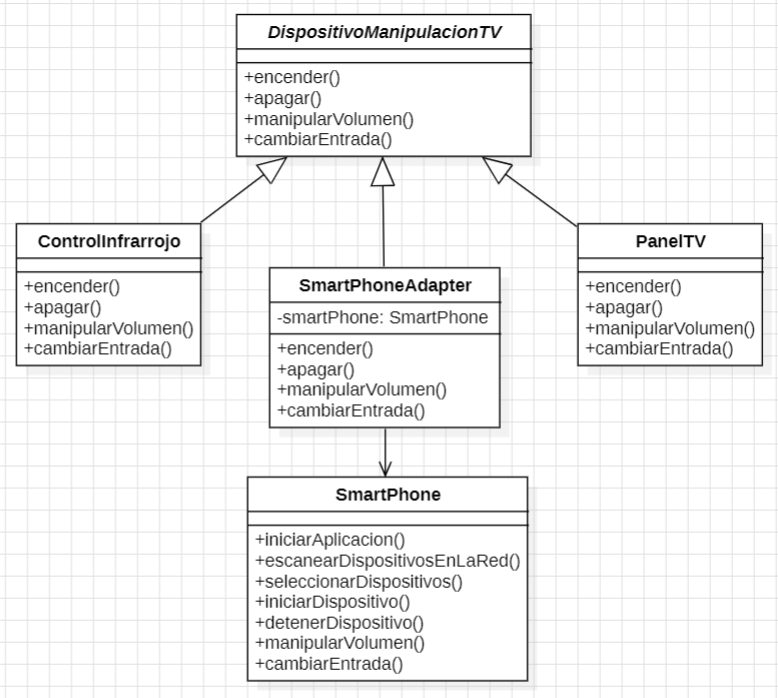 DispositivoManipulacionTV
+encender()
+apagar()
+manipularVolumen()
+cambiarEntrada()
ControlInfrarrojo
+encender()
+apagar()
+manipularVolumen()
+cambiarEntrada()
SmartPhoneAdapter
-smartPhone: SmartPhone
+encender()
+apagar()
+manipularVolumen()
+cambiarEntrada()
PanelTV
+encender()
+apagar()
+manipularVolumen()
+cambiarEntrada()
SmartPhone
+iniciarAplicacion()
+escanearDispositivosEnLaRed()
+seleccionarDispositivos()
+iniciarDispositivo()
+detenerDispositivo()
+manipularVolumen()
+cambiarEntrada()